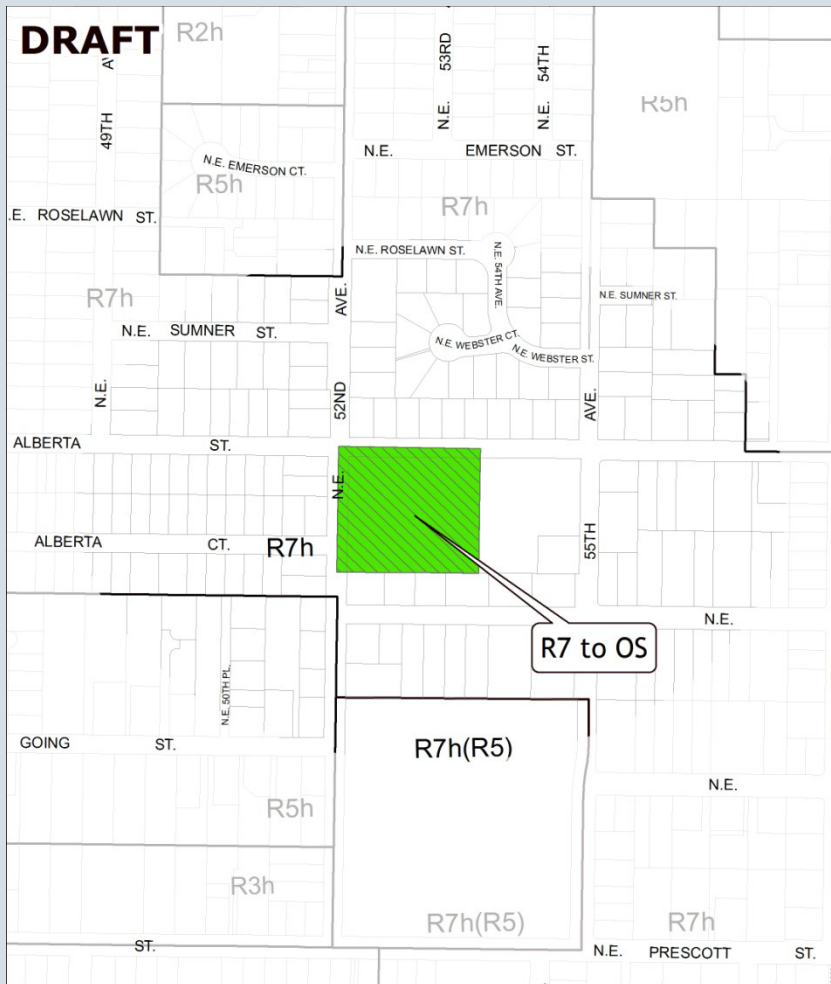 DRAFT
R2h
53RD
54TH
49TH
N.E.
N.E.
R5h
N.E. EMERSON ST.
N.E. EMERSON CT.
R5h
R7h
.E. ROSELAWN ST.
N.E. ROSELAWN ST.
N.E. 54TH AVE.
R7h
AVE.
N.E. SUMNER ST.
N.E. SUMNER ST.
N.E. WEBSTER CT.
N.E. WEBSTER ST.
N.E.
52ND
AVE.
ALBERTA ST.
N.E.
ALBERTA CT.
R7h
55TH
N.E.
R7 to OS
N.E. 50TH PL.
GOING ST.
R7h(R5)
N.E.
R5h
R3h
R7h(R5)
R7h
ST.
N.E. PRESCOTT ST.